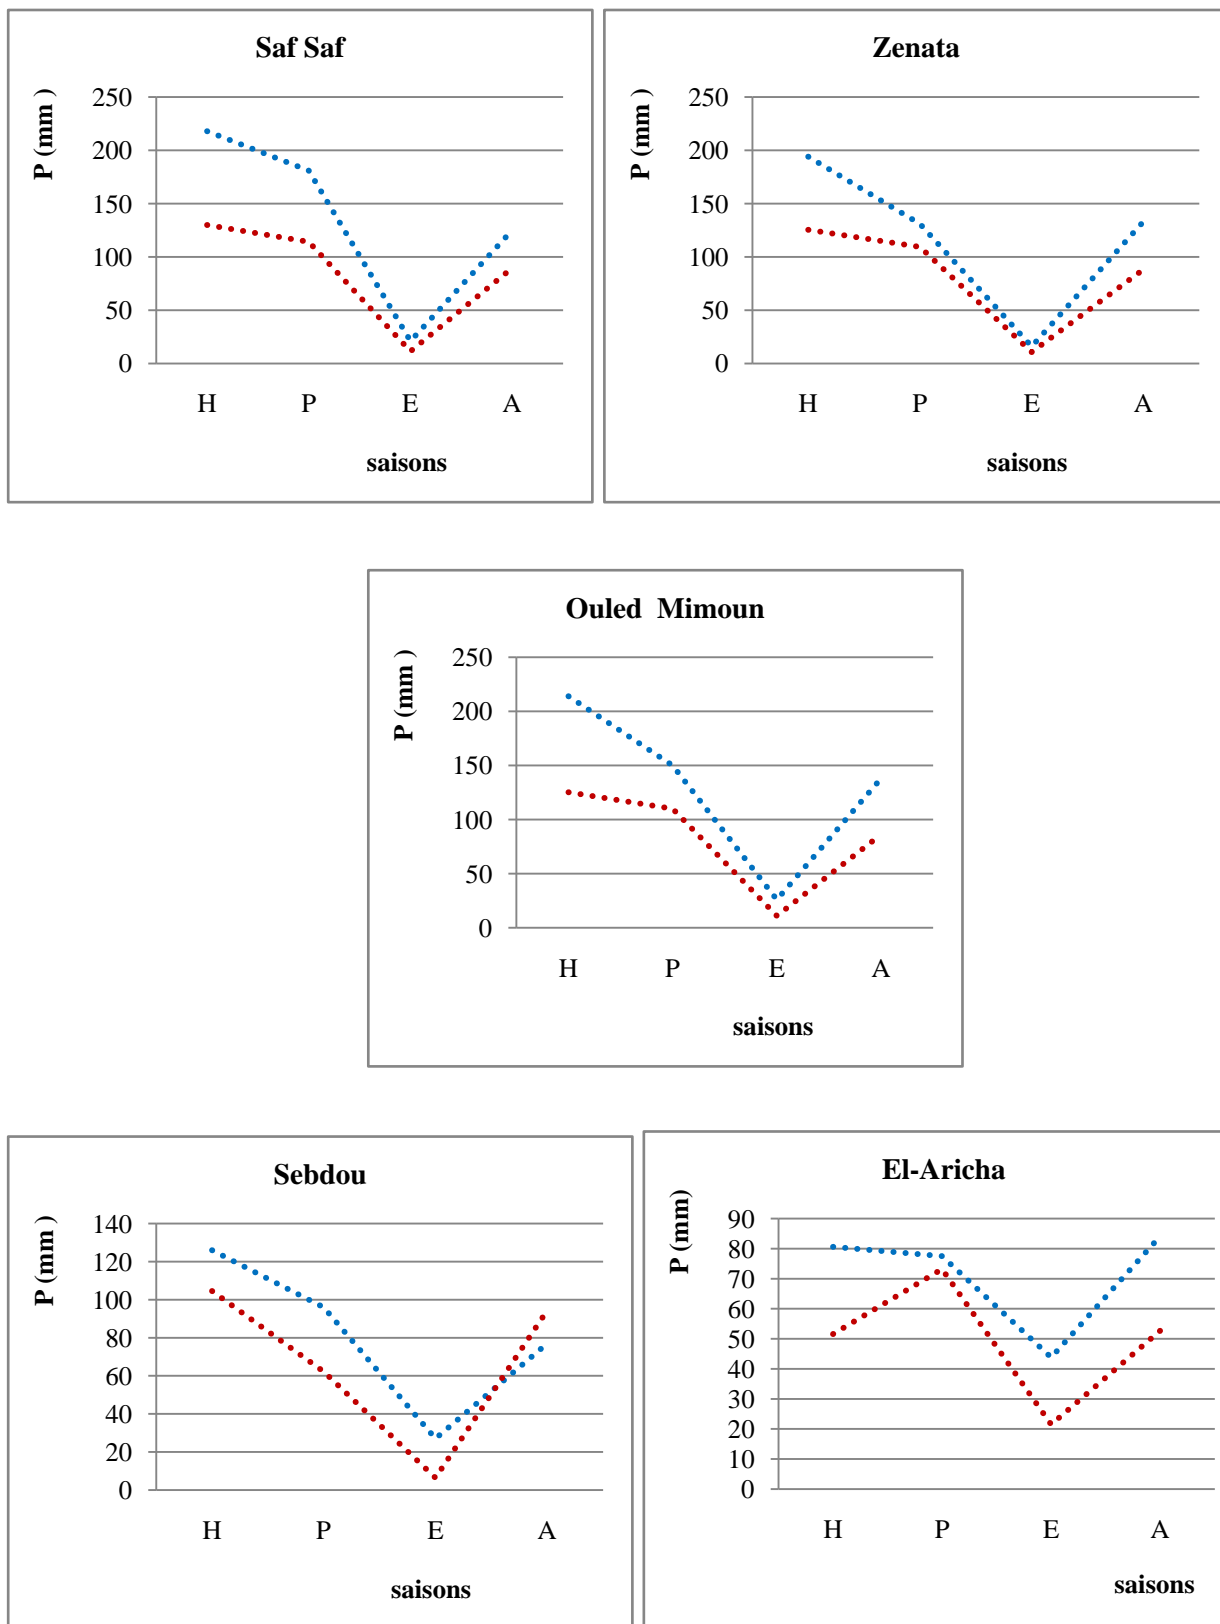 Saf Saf
P (mm )
250
200
150
100
50
0
H P E A
saisons
Zenata
P (mm )
250
200
150
100
50
0
H P E A
saisons
Ouled Mimoun
P (mm )
250
200
150
100
50
0
H P E A
saisons
Sebdou
P (mm )
140
120
100
80
60
40
20
0
H P E A
saisons
El-Aricha
P (mm)
90
80
70
60
50
40
30
20
10
0
H P E A
saisons